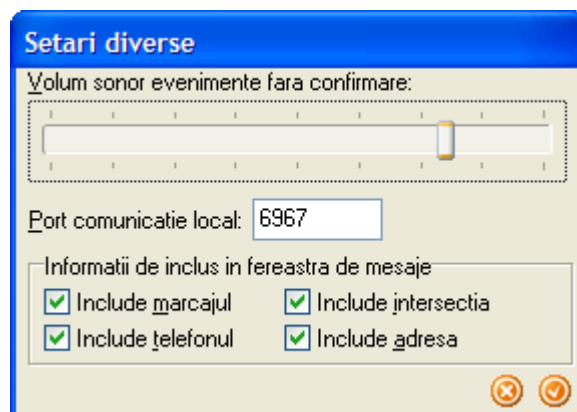 Setari diverse
Volum sonor evenimente fara confirmare:
Port comunicatie local: 6967
Informatii de inclus in fereastra de mesaje
Include marcajul Include intersectia
Include telefonul Include adresa